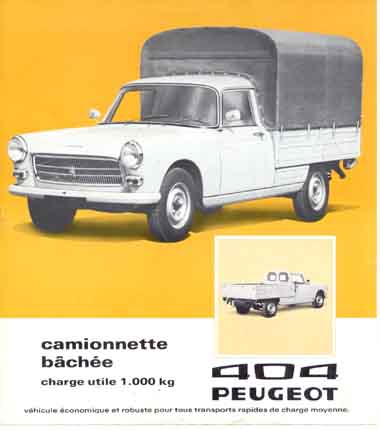 camionnette
bâchée
charge utile 1.000 kg
404
PEUGEOT
véhicule économique et robuste pour tous transports rapides de charge moyenne.